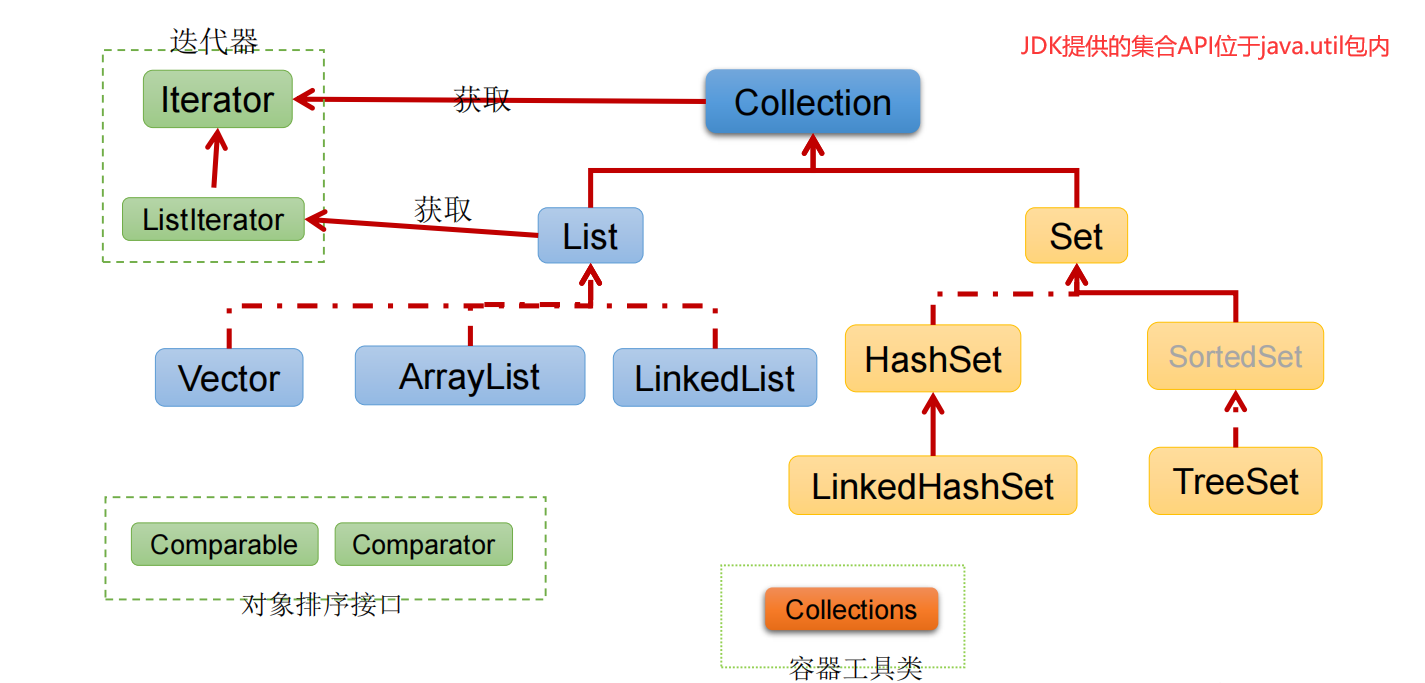 迭代器
JDK提供的集合API位于java.util包内
Iterator
获取
Collection
ListIterator
获取
List
Set
Vector
ArrayList
LinkedList
HashSet
SortedSet
LinkedHashSet
TreeSet
Comparable
Comparator
对象排序接口
Collections
容器工具类